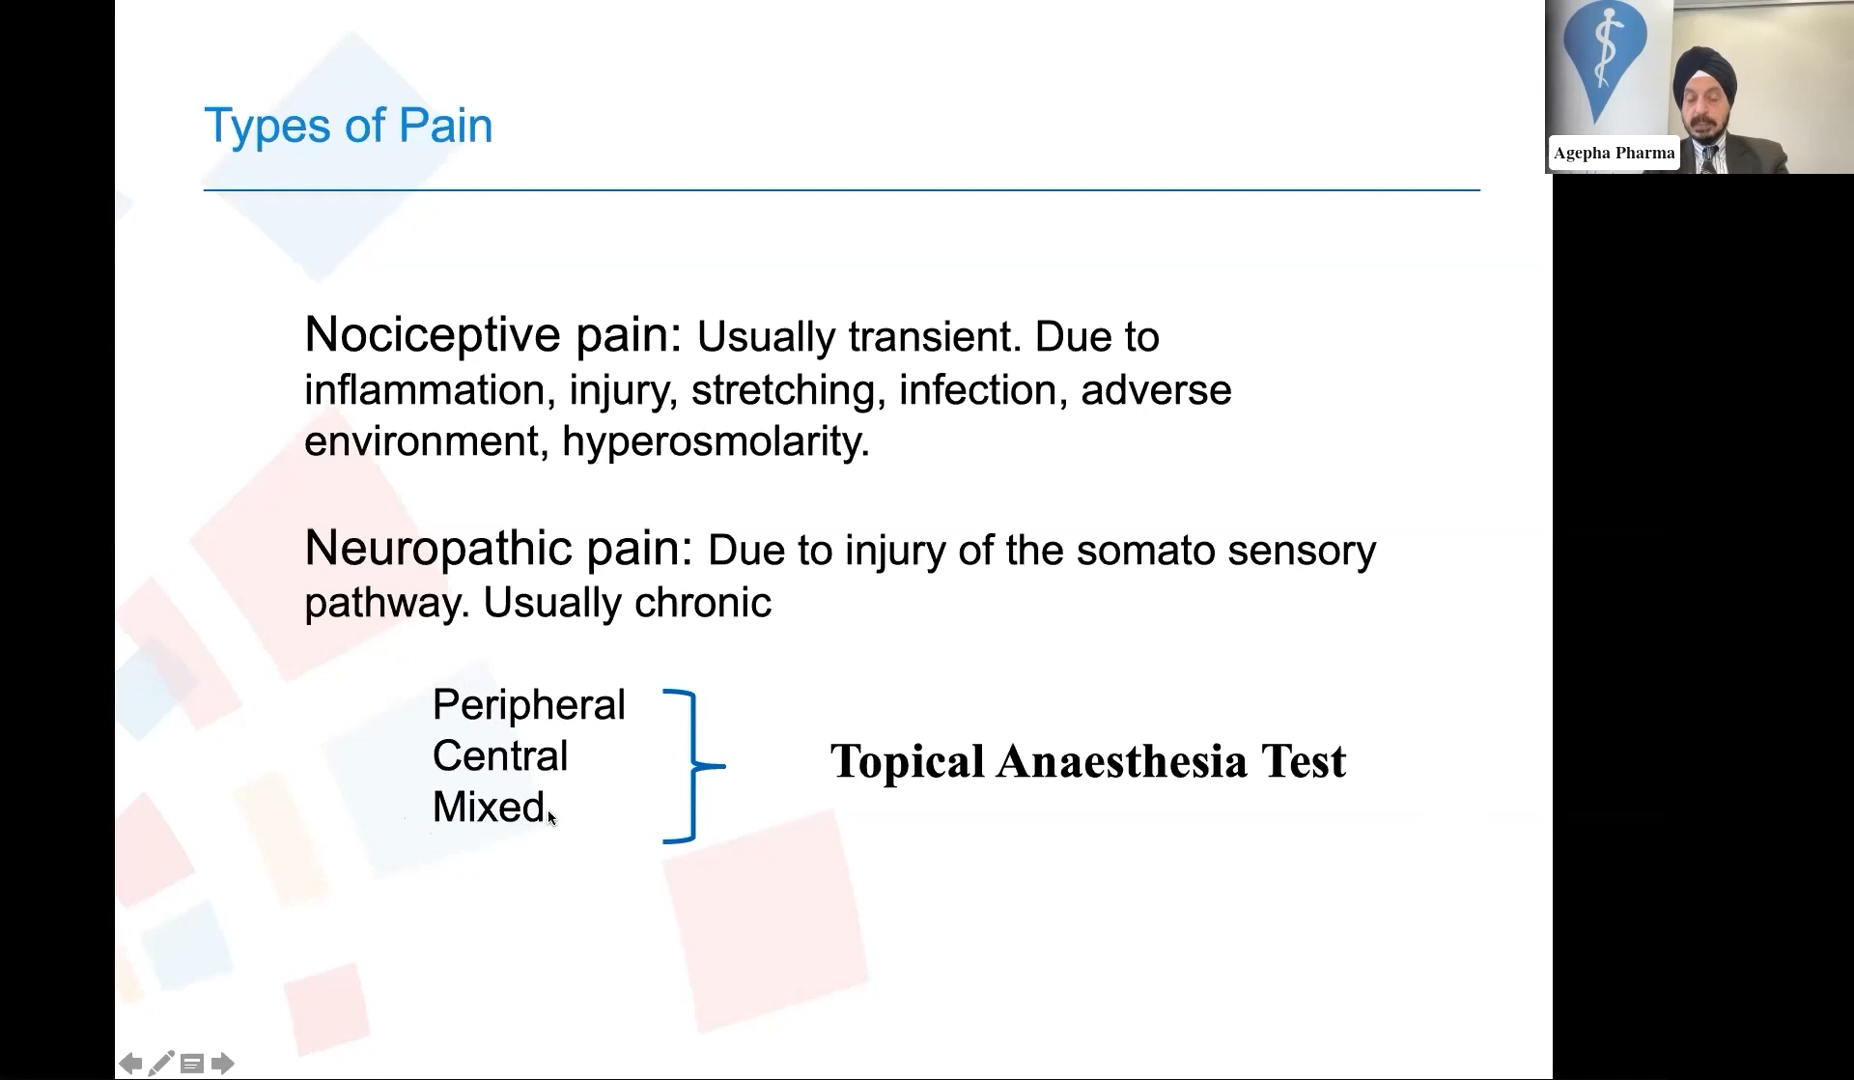 Types of Pain
Agepha Pharma
Nociceptive pain: Usually transient. Due to
inflammation, injury, stretching, infection, adverse
environment, hyperosmolarity.
Neuropathic pain: Due to injury of the somato sensory
pathway. Usually chronic
Peripheral
Central
Mixed.
Topical Anaesthesia Test